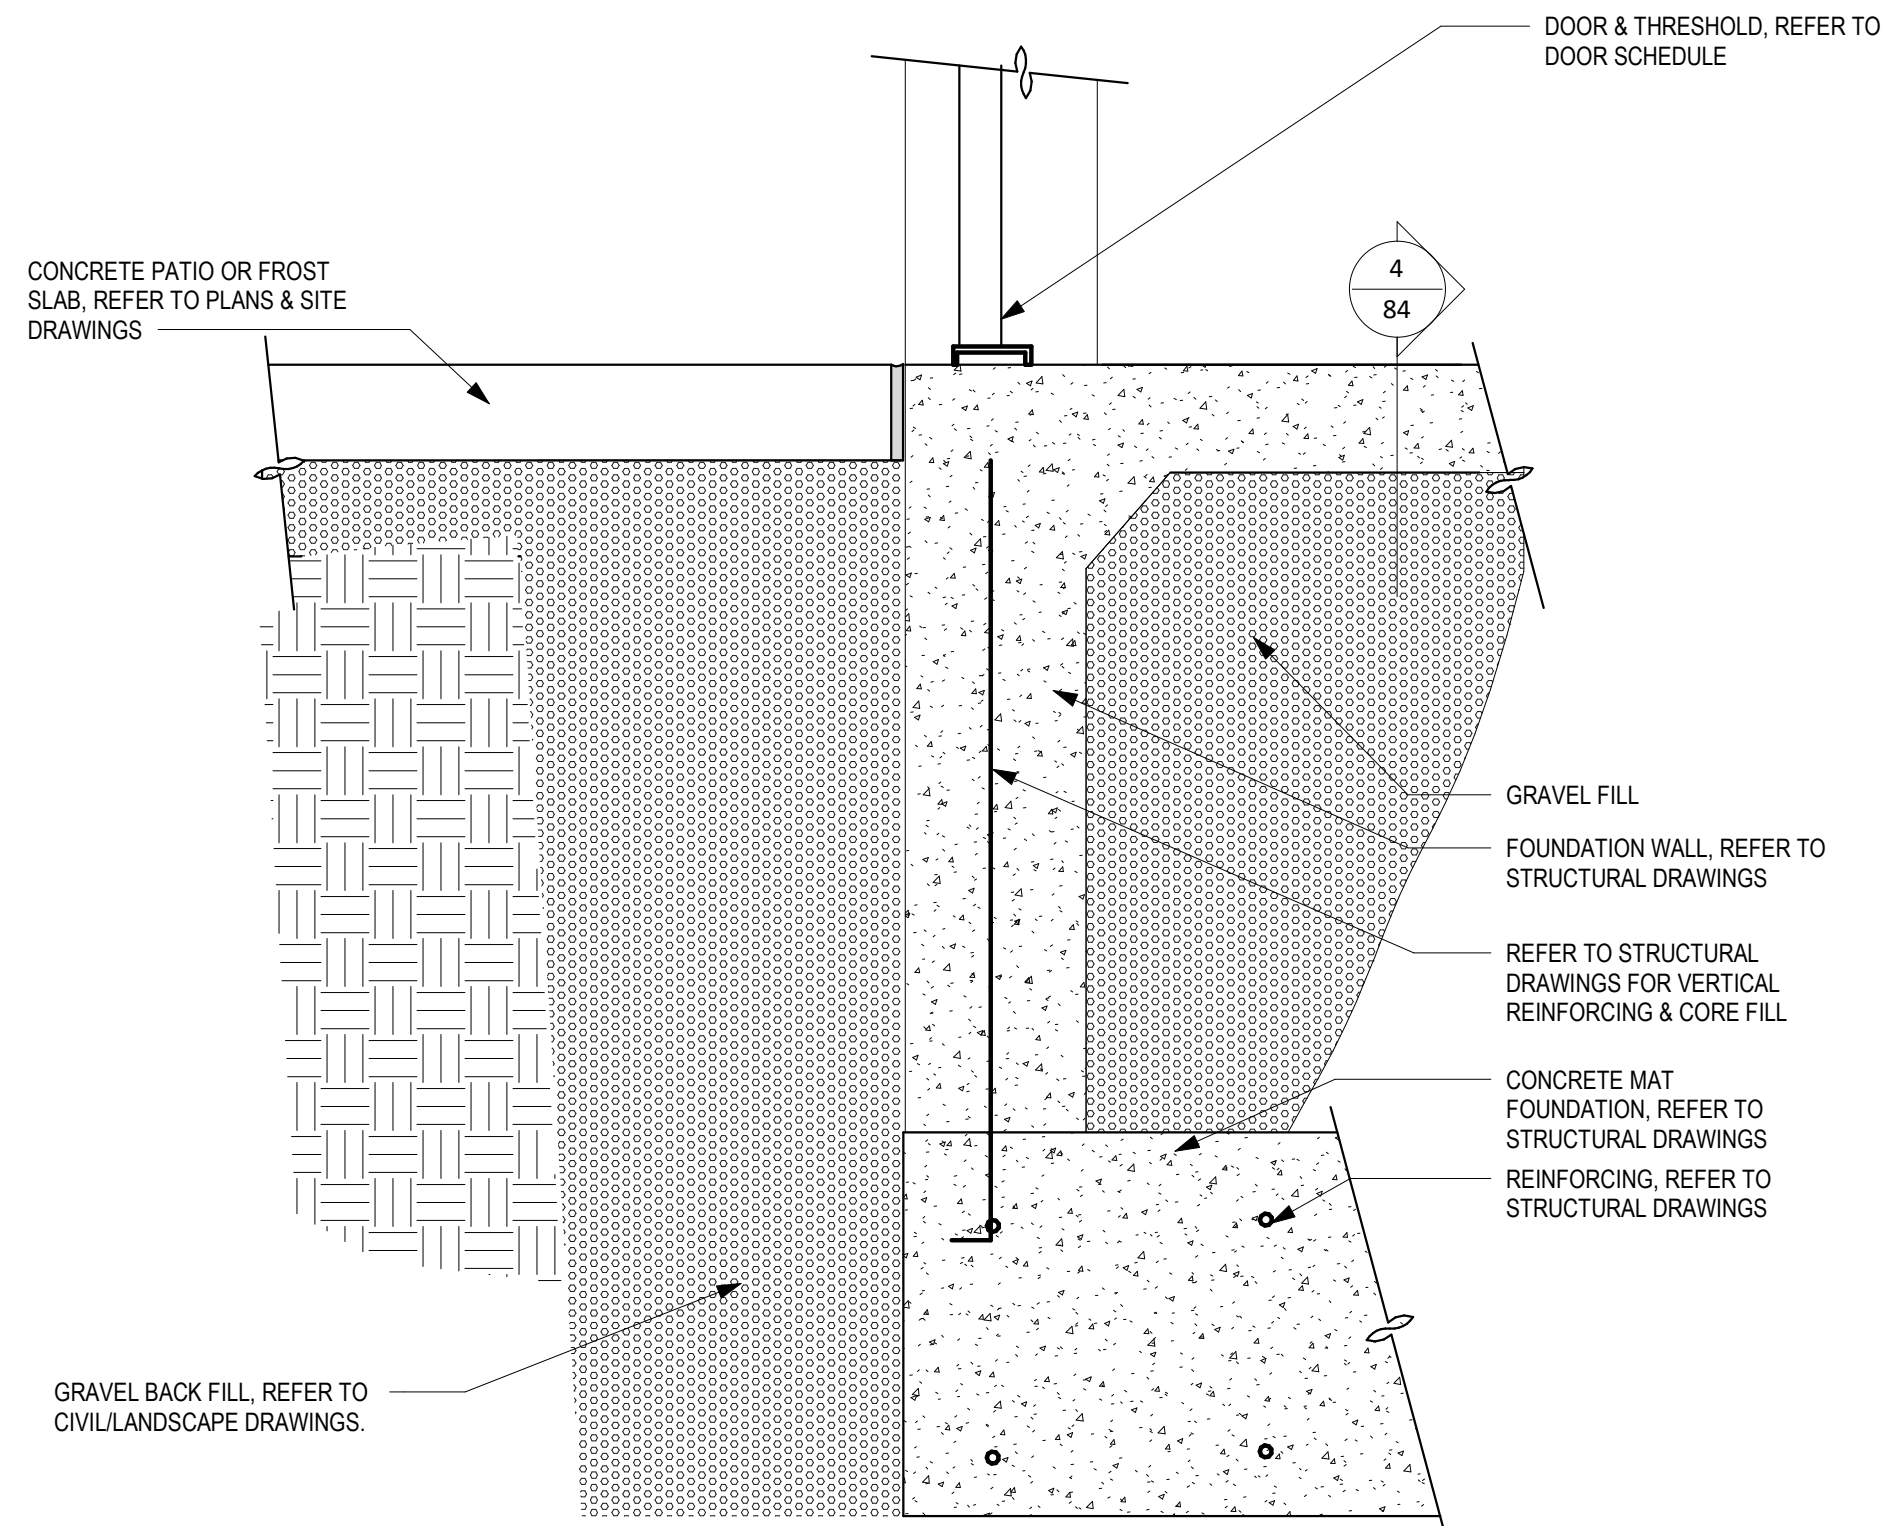 DOOR & THRESHOLD, REFER TO
DOOR SCHEDULE
CONCRETE PATIO OR FROST
SLAB, REFER TO PLANS & SITE
DRAWINGS
4
84
GRAVEL FILL
FOUNDATION WALL, REFER TO
STRUCTURAL DRAWINGS
REFER TO STRUCTURAL
DRAWINGS FOR VERTICAL
REINFORCING & CORE FILL
CONCRETE MAT
FOUNDATION, REFER TO
STRUCTURAL DRAWINGS
REINFORCING, REFER TO
STRUCTURAL DRAWINGS
GRAVEL BACK FILL, REFER TO
CIVIL/LANDSCAPE DRAWINGS.